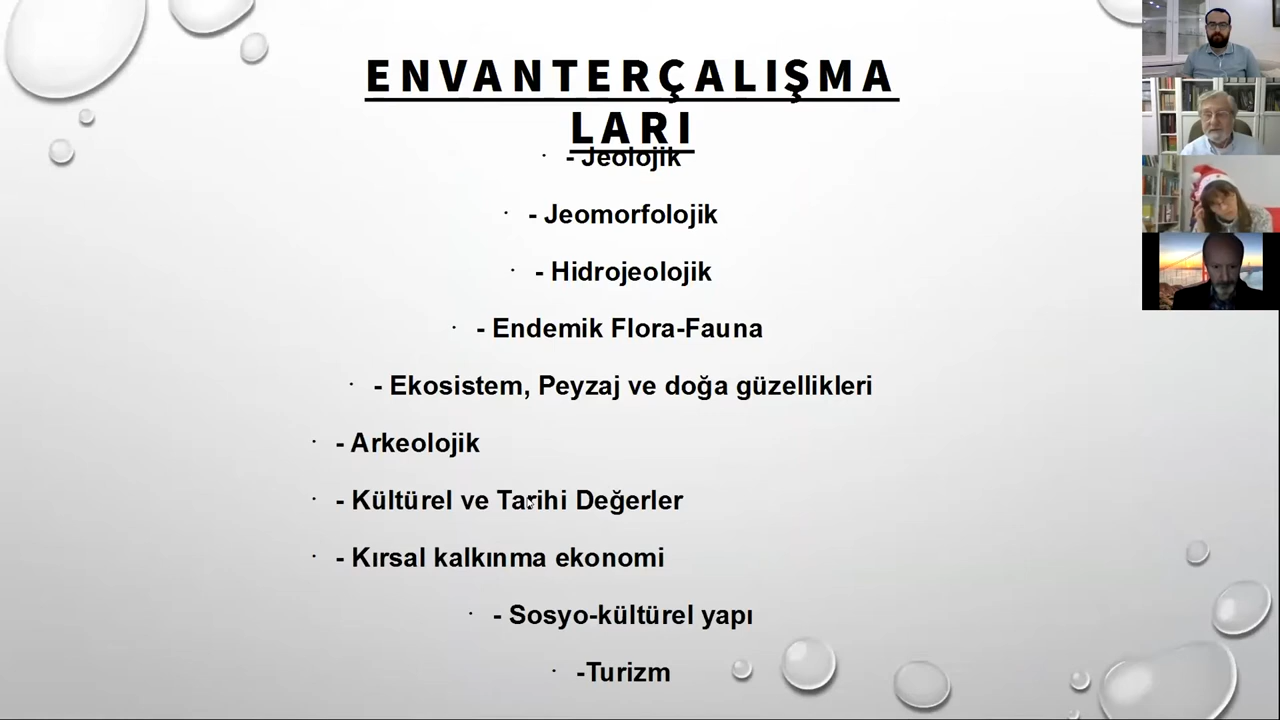 ENVANTERÇALIŞMA
LARI
· - Jeolojik
· - Jeomorfolojik
· - Hidrojeolojik
· - Endemik Flora-Fauna
· - Ekosistem, Peyzaj ve doğa güzellikleri
· - Arkeolojik
· - Kültürel ve Tarihi Değerler
· - Kırsal kalkınma ekonomi
· - Sosyo-kültürel yapı
· -Turizm